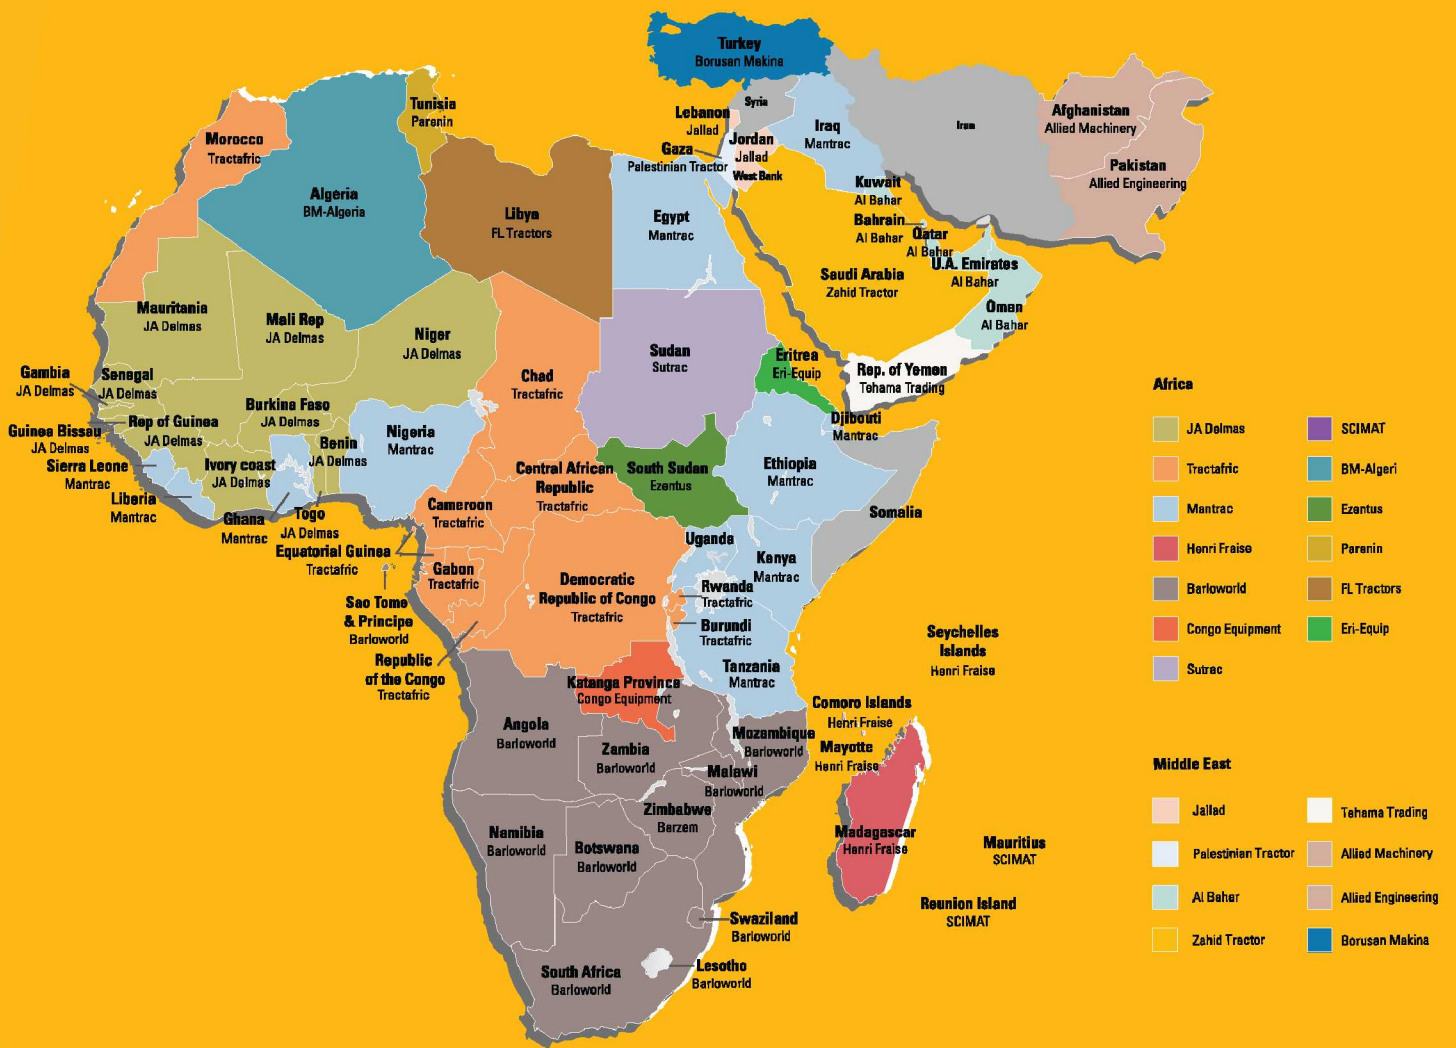 Turkey
Borusan Makina
Syria
Lebanon
Jallad
Gaza
Palestinian Tractor
Jordan
Jallad
West Bank
Iraq
Mantrac
Iran
Afghanistan
Allied Machinery
Pakistan
Allied Engineering
Kuwait
Al Bahar
Bahrain
Al Bahar
Qatar
Al Bahar
U.A. Emirates
Al Bahar
Oman
Al Bahar
Saudi Arabia
Zahid Tractor
Rep. of Yemen
Tehama Trading
Morocco
Tractafric
Algeria
BM-Algeria
Tunisia
Parenin
Libya
FL Tractors
Egypt
Mantrac
Mauritania
JA Delmas
Mali Rep
JA Delmas
Niger
JA Delmas
Chad
Tractafric
Sudan
Sutrac
Eritrea
Eri-Equip
Djibouti
Mantrac
Gambia
JA Delmas
Senegal
JA Delmas
Guinea Bissau
JA Delmas
Rep of Guinea
JA Delmas
Burkina Faso
JA Delmas
Sierra Leone
Mantrac
Liberia
Mantrac
Ivory coast
JA Delmas
Ghana
Mantrac
Togo
JA Delmas
Benin
JA Delmas
Nigeria
Mantrac
Cameroon
Tractafric
Central African
Republic
Tractafric
South Sudan
Ezentus
Ethiopia
Mantrac
Somalia
Equatorial Guinea
Tractafric
Gabon
Tractafric
Sao Tome
& Principe
Barloworld
Republic
of the Congo
Tractafric
Democratic
Republic of Congo
Tractafric
Uganda
Kenya
Mantrac
Rwanda
Tractafric
Burundi
Tractafric
Tanzania
Mantrac
Katanga Province
Congo Equipment
Angola
Barloworld
Zambia
Barloworld
Mozambique
Barloworld
Malawi
Barloworld
Zimbabwe
Barzem
Namibia
Barloworld
Botswana
Barloworld
Swaziland
Barloworld
Lesotho
Barloworld
South Africa
Barloworld
Seychelles
Islands
Henri Fraise
Comoro Islands
Henri Fraise
Mayotte
Henri Fraise
Madagascar
Henri Fraise
Mauritius
SCIMAT
Reunion Island
SCIMAT
Africa
JA Delmas
Tractafric
Mantrac
Henri Fraise
Barloworld
Congo Equipment
Sutrac
SCIMAT
BM-Algeri
Ezentus
Parenin
FL Tractors
Eri-Equip
Middle East
Jallad
Palestinian Tractor
Al Bahar
Zahid Tractor
Tehama Trading
Allied Machinery
Allied Engineering
Borusan Makina